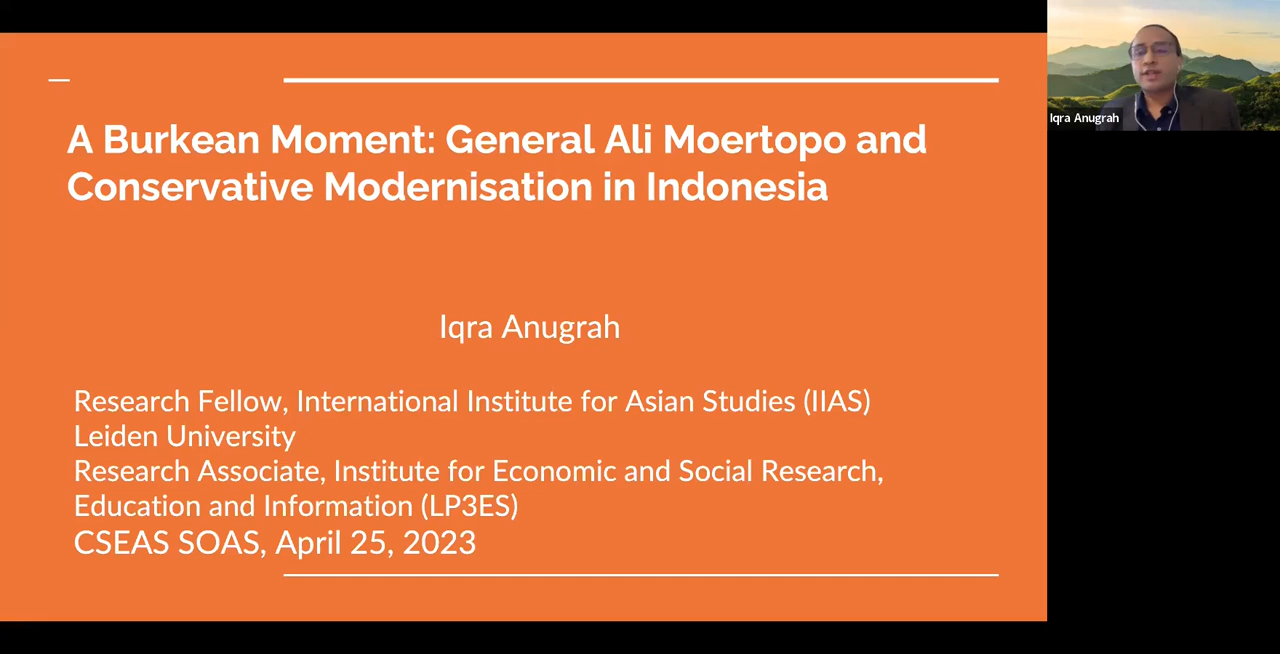 A Burkean Moment: General Ali Moertopo and
Conservative Modernisation in Indonesia
Iqra Anugrah
Research Fellow, International Institute for Asian Studies (IIAS)
Leiden University
Research Associate, Institute for Economic and Social Research,
Education and Information (LP3ES)
CSEAS SOAS, April 25, 2023
Iqra Anugrah